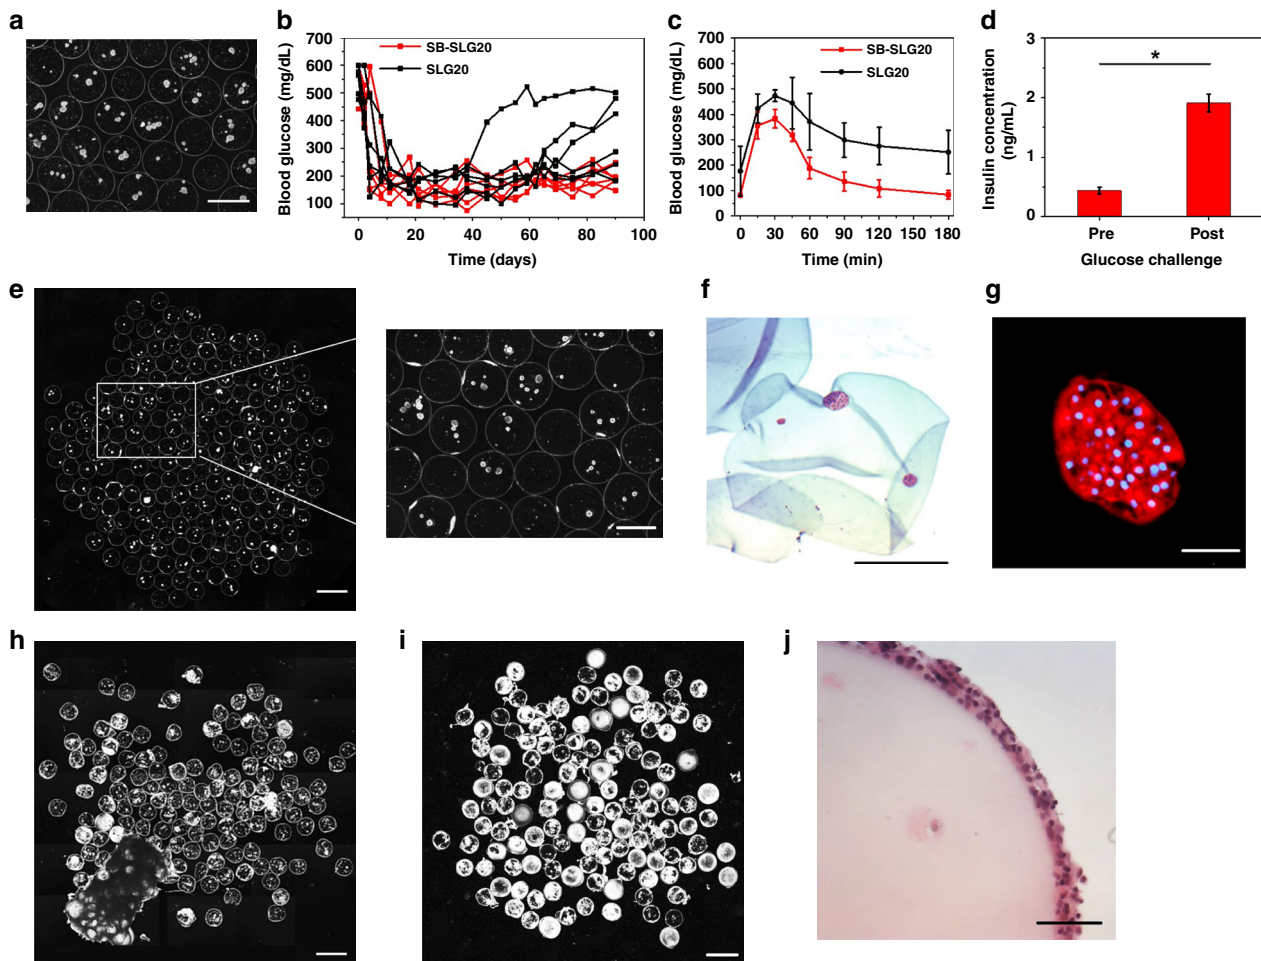 a
b
700
600
500
400
300
200
100
Blood glucose (mg/dL)
SB-SLG20
SLG20
0
20
40
60
80
100
Time (days)
c
700
600
500
400
300
200
100
0
Blood glucose (mg/dL)
SB-SLG20
SLG20
0
30
60
90
120
150
180
Time (min)
d
3
2
1
0
Insulin concentration
(ng/mL)
*
Pre
Post
Glucose challenge
e
f
g
h
i
j